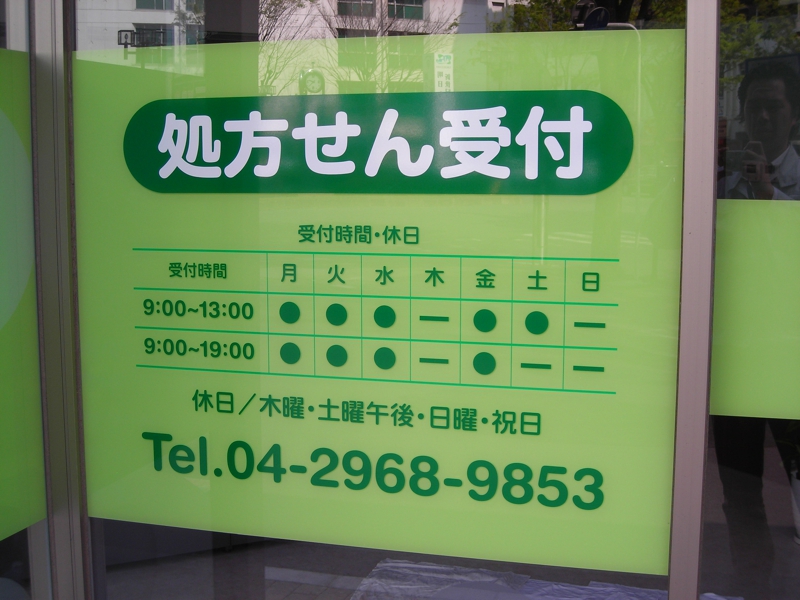 処方せん受付
受付時間・休日
受付時間 月 火 水 木 金 土 日
9:00~13:00 ● ● ● ー ● ● ー
9:00~19:00 ● ● ● ー ● ー ー
休日／木曜・土曜午後・日曜・祝日
Tel.04-2968-9853